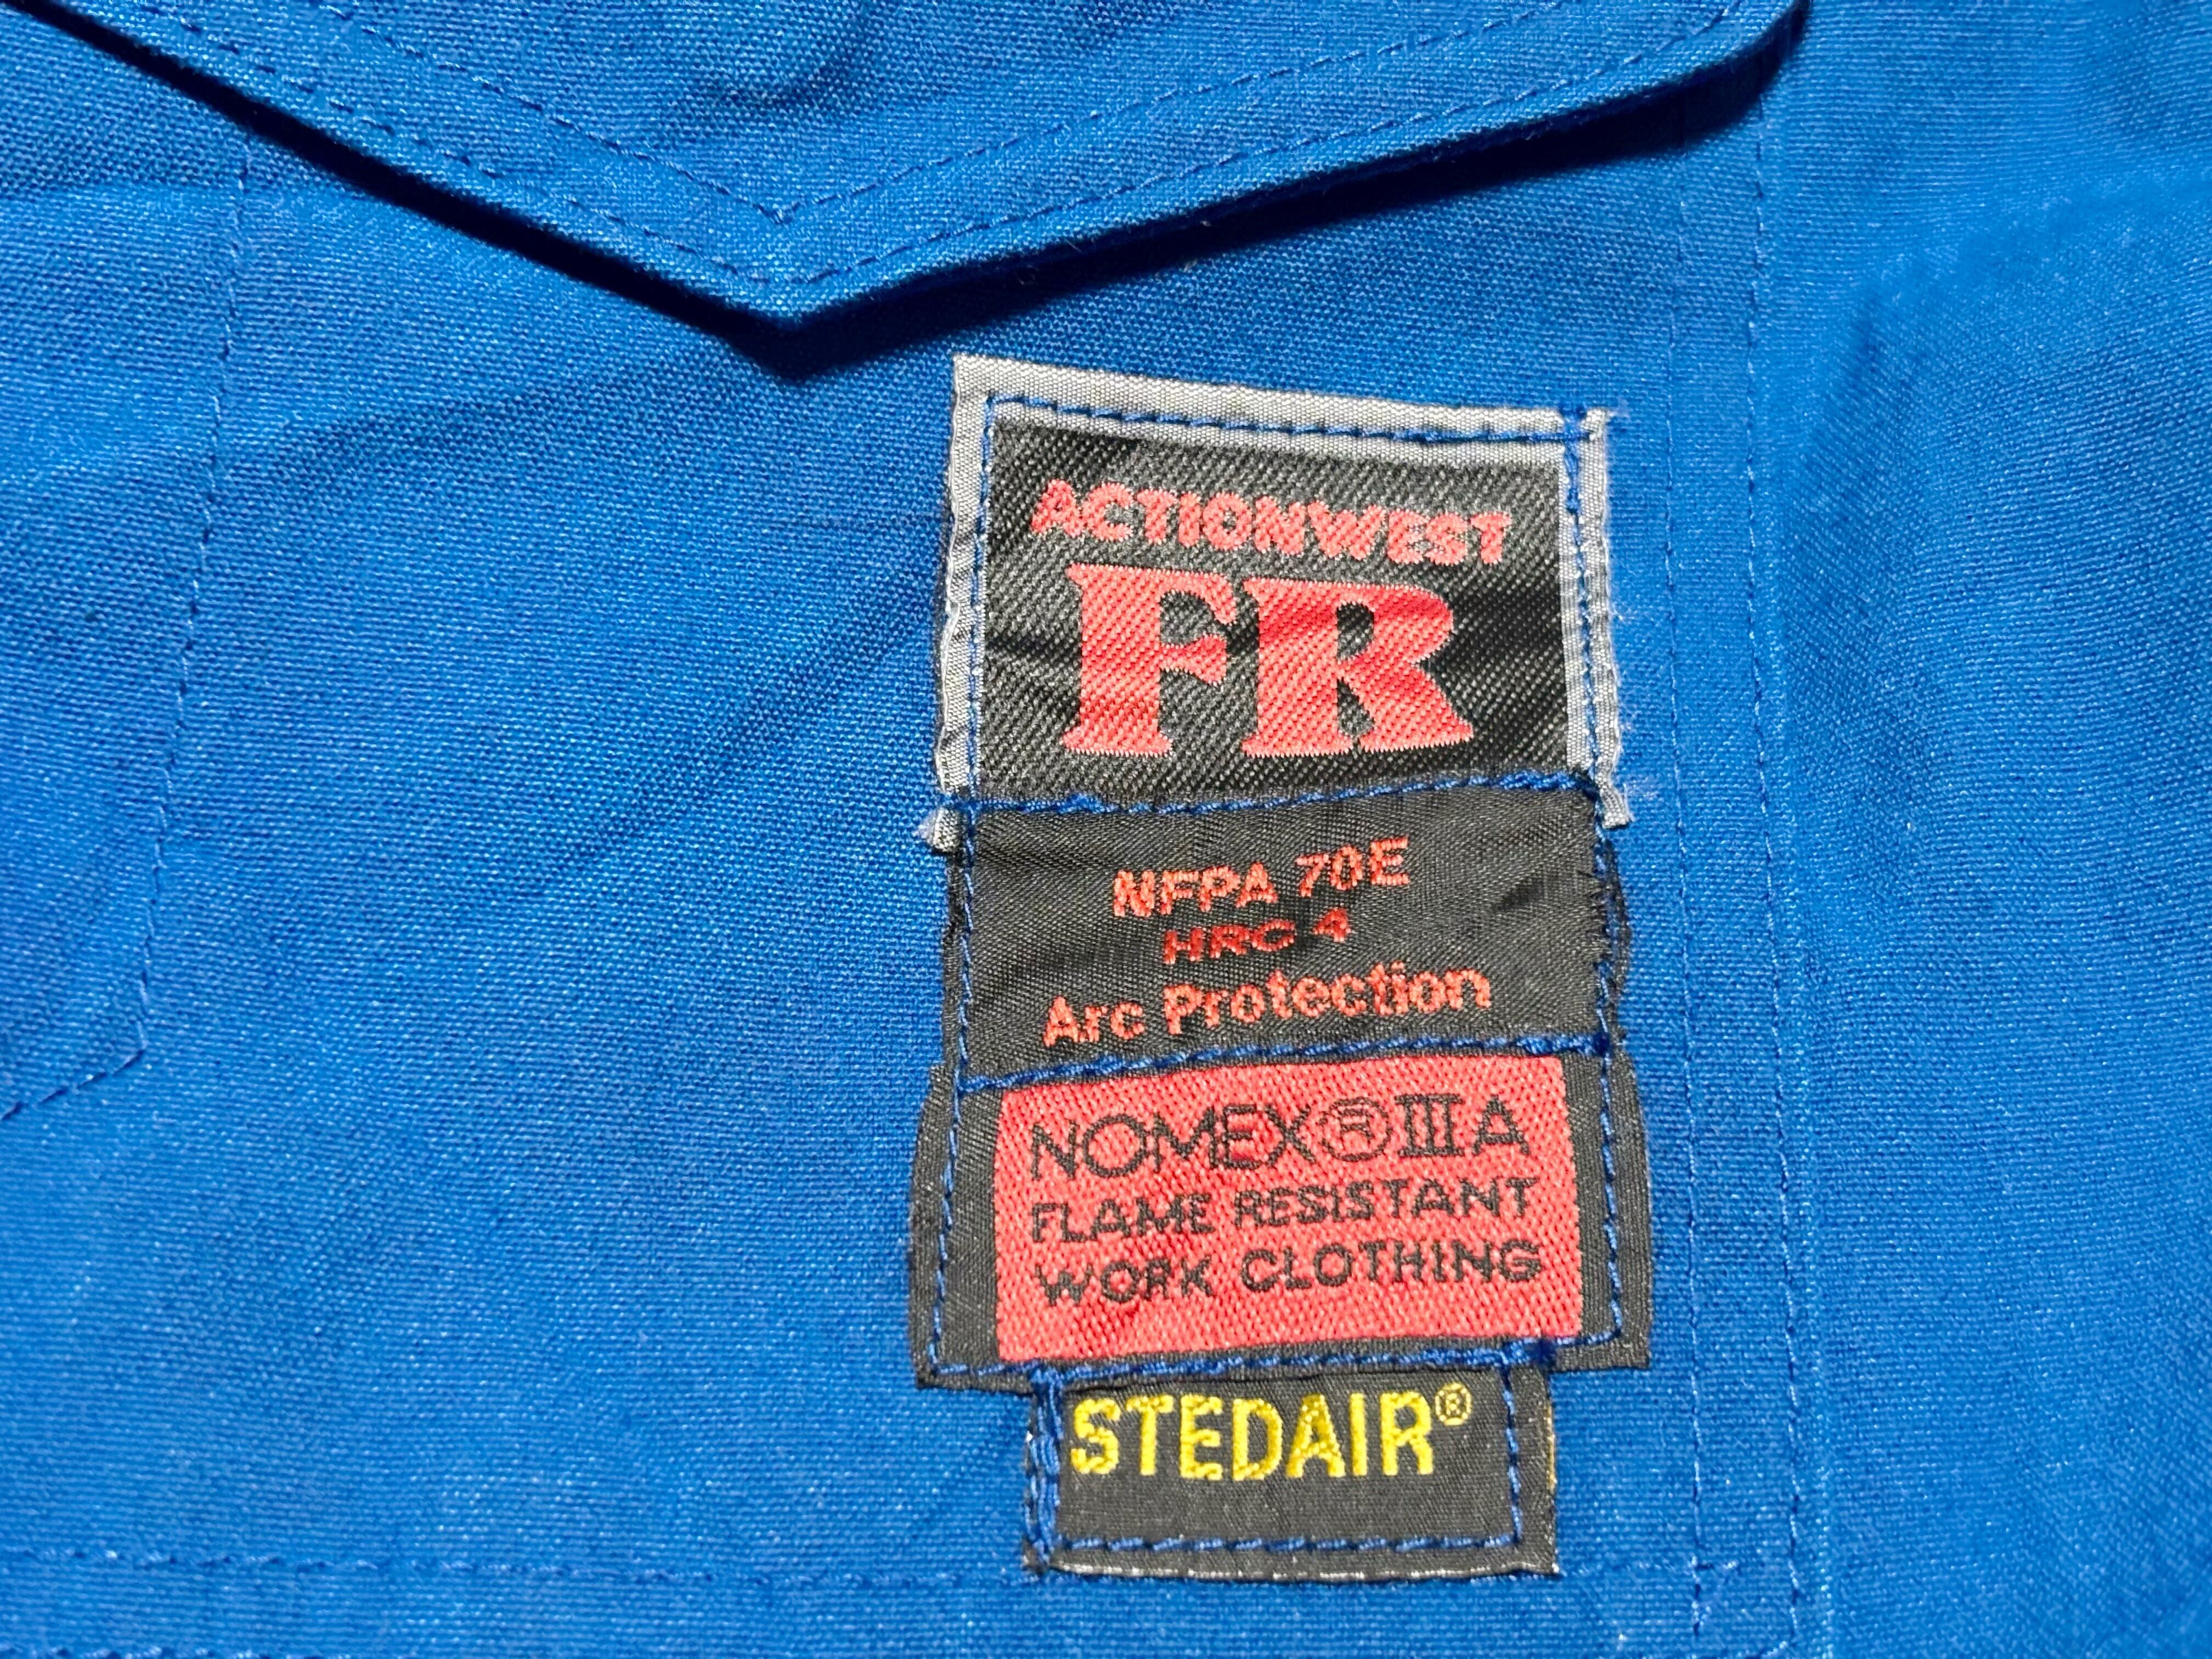 ACTIONWEST
FR
NFPA 70E
HRC 4
Arc Protection
NOMEX®IIIA
FLAME RESISTANT
WORK CLOTHING
STEDAIR®